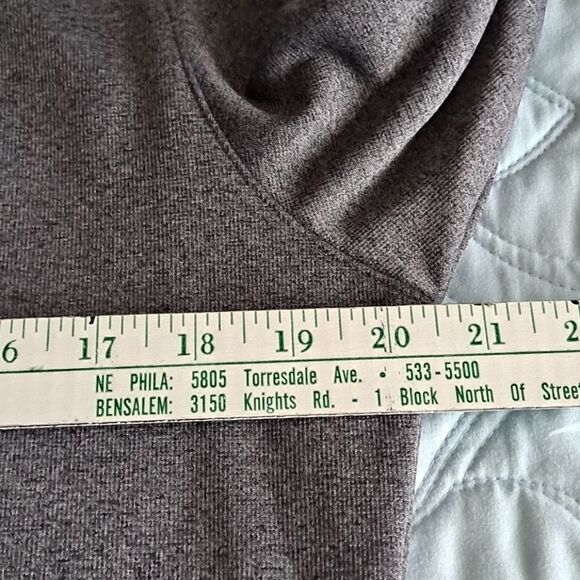 6 17 18 19 20 21 2
NE PHILA: 5805 Torresdale Ave. • 533-5500
BENSALEM: 3150 Knights Rd. - 1 Block North Of Stree